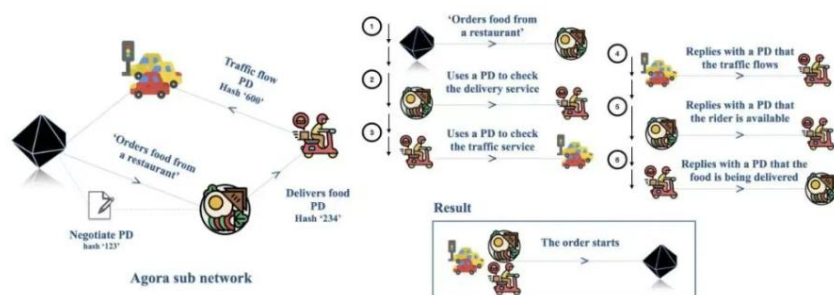 Traffic flow
PD
Hash '600'
'Orders food from
a restaurant'
Delivers food
PD
Hash '234'
Negotiate PD
hash '123'
Agora sub network
1
'Orders food from
a restaurant'
2
Uses a PD to check
the delivery service
3
Uses a PD to check
the traffic service
4
Replies with a PD that
the traffic flows
5
Replies with a PD that
the rider is available
6
Replies with a PD that the
food is being delivered
Result
The order starts